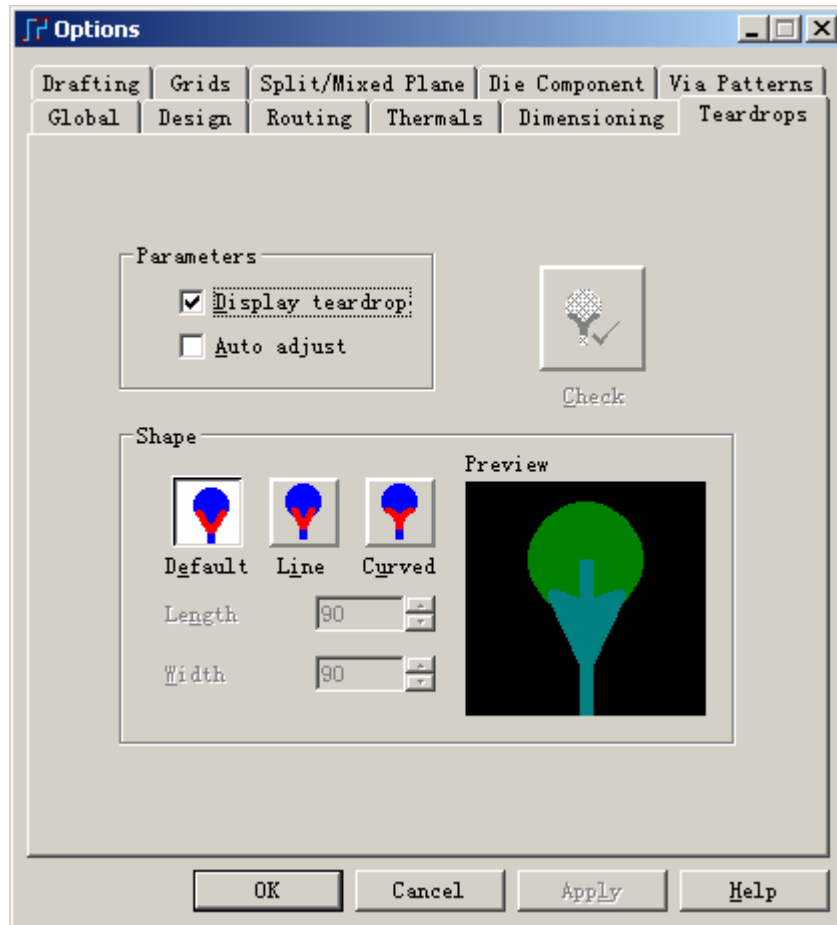 Options
Drafting Grids Split/Mixed Plane Die Component Via Patterns
Global Design Routing Thermals Dimensioning Teardrops
Parameters
Display teardrop
Auto adjust
Check
Shape
Preview
Default Line Curved
Length 90
Width 90
OK Cancel Apply Help